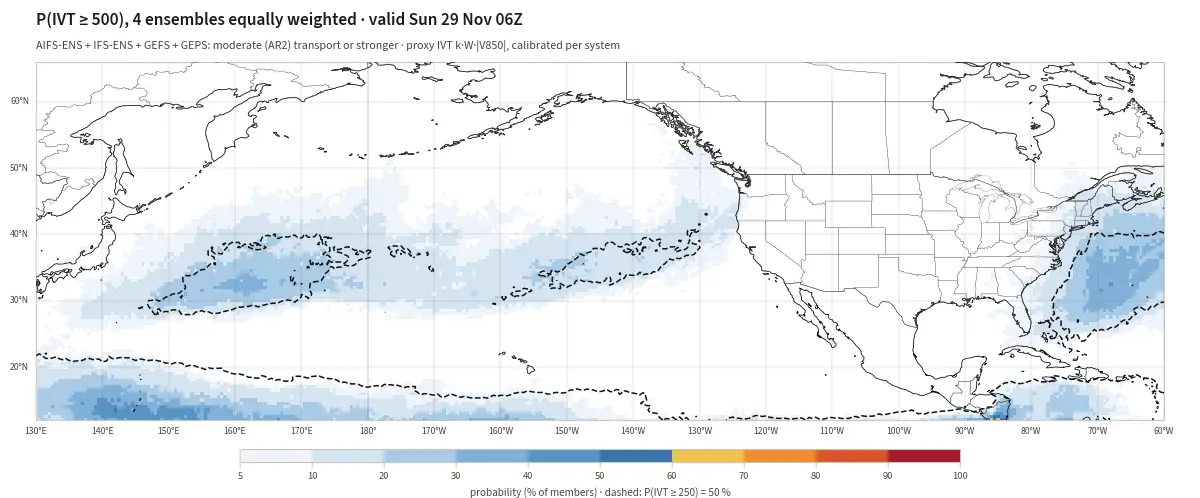 P(IVT ≥ 500), 4 ensembles equally weighted · valid Sun 29 Nov 06Z
AIFS-ENS + IFS-ENS + GEFS + GEPS: moderate (AR2) transport or stronger · proxy IVT k·W·|V850|, calibrated per system
60°N
50°N
40°N
30°N
20°N
130°E 140°E 150°E 160°E 170°E 180° 170°W 160°W 150°W 140°W 130°W 120°W 110°W 100°W 90°W 80°W 70°W 60°W
5 10 20 30 40 50 60 70 80 90 100
probability (% of members) · dashed: P(IVT ≥ 250) = 50 %